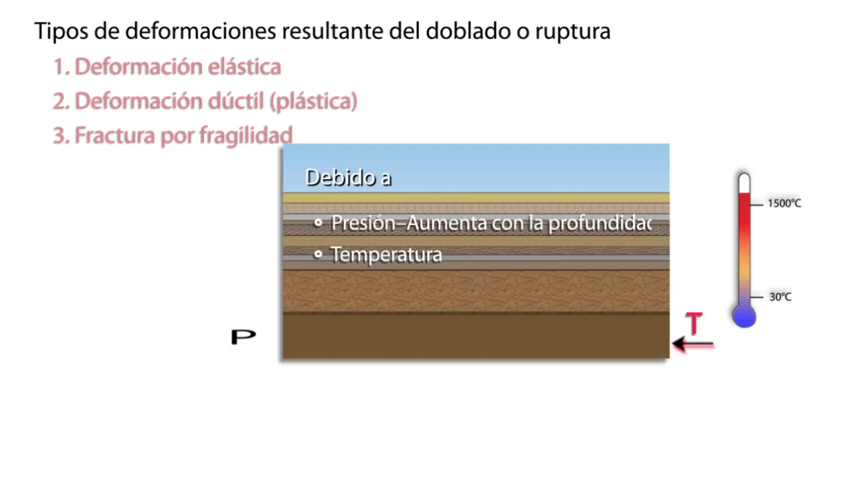 Tipos de deformaciones resultante del doblado o ruptura
1. Deformación elástica
2. Deformación dúctil (plástica)
3. Fractura por fragilidad
Debido a
Presión–Aumenta con la profundidad
Temperatura
1500°C
30°C
T
P